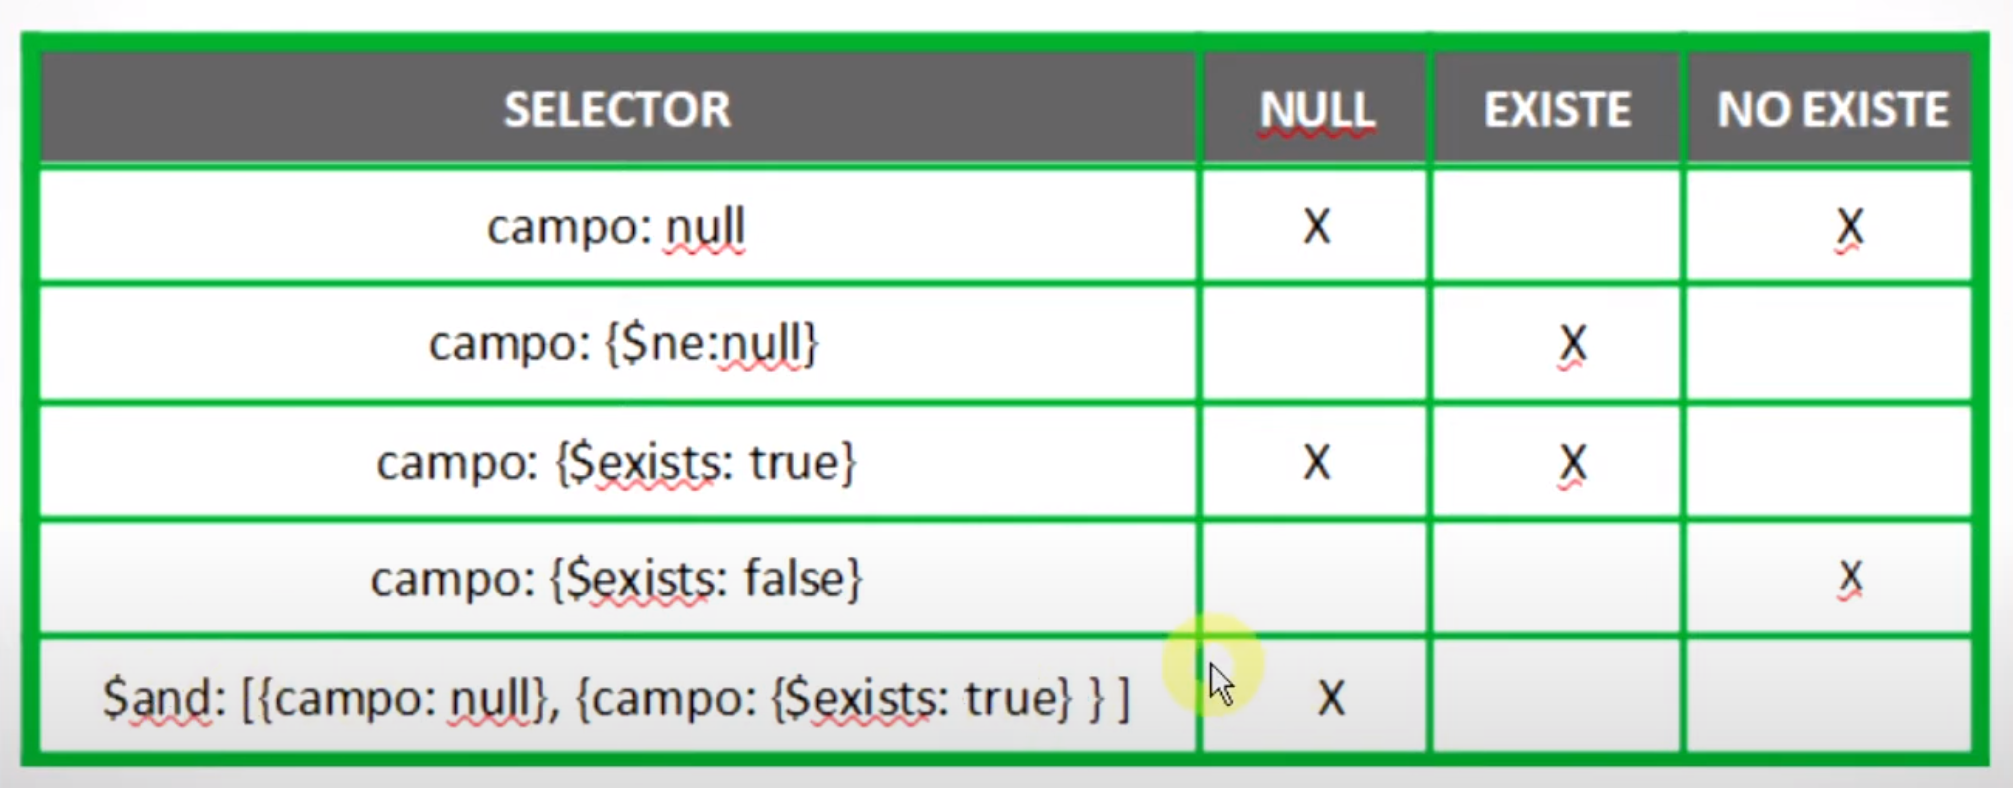 SELECTOR NULL EXISTE NO EXISTE
campo: null X X
campo: {$ne:null} X
campo: {$exists: true} X X
campo: {$exists: false} X
$and: [{campo: null}, {campo: {$exists: true} } ] X